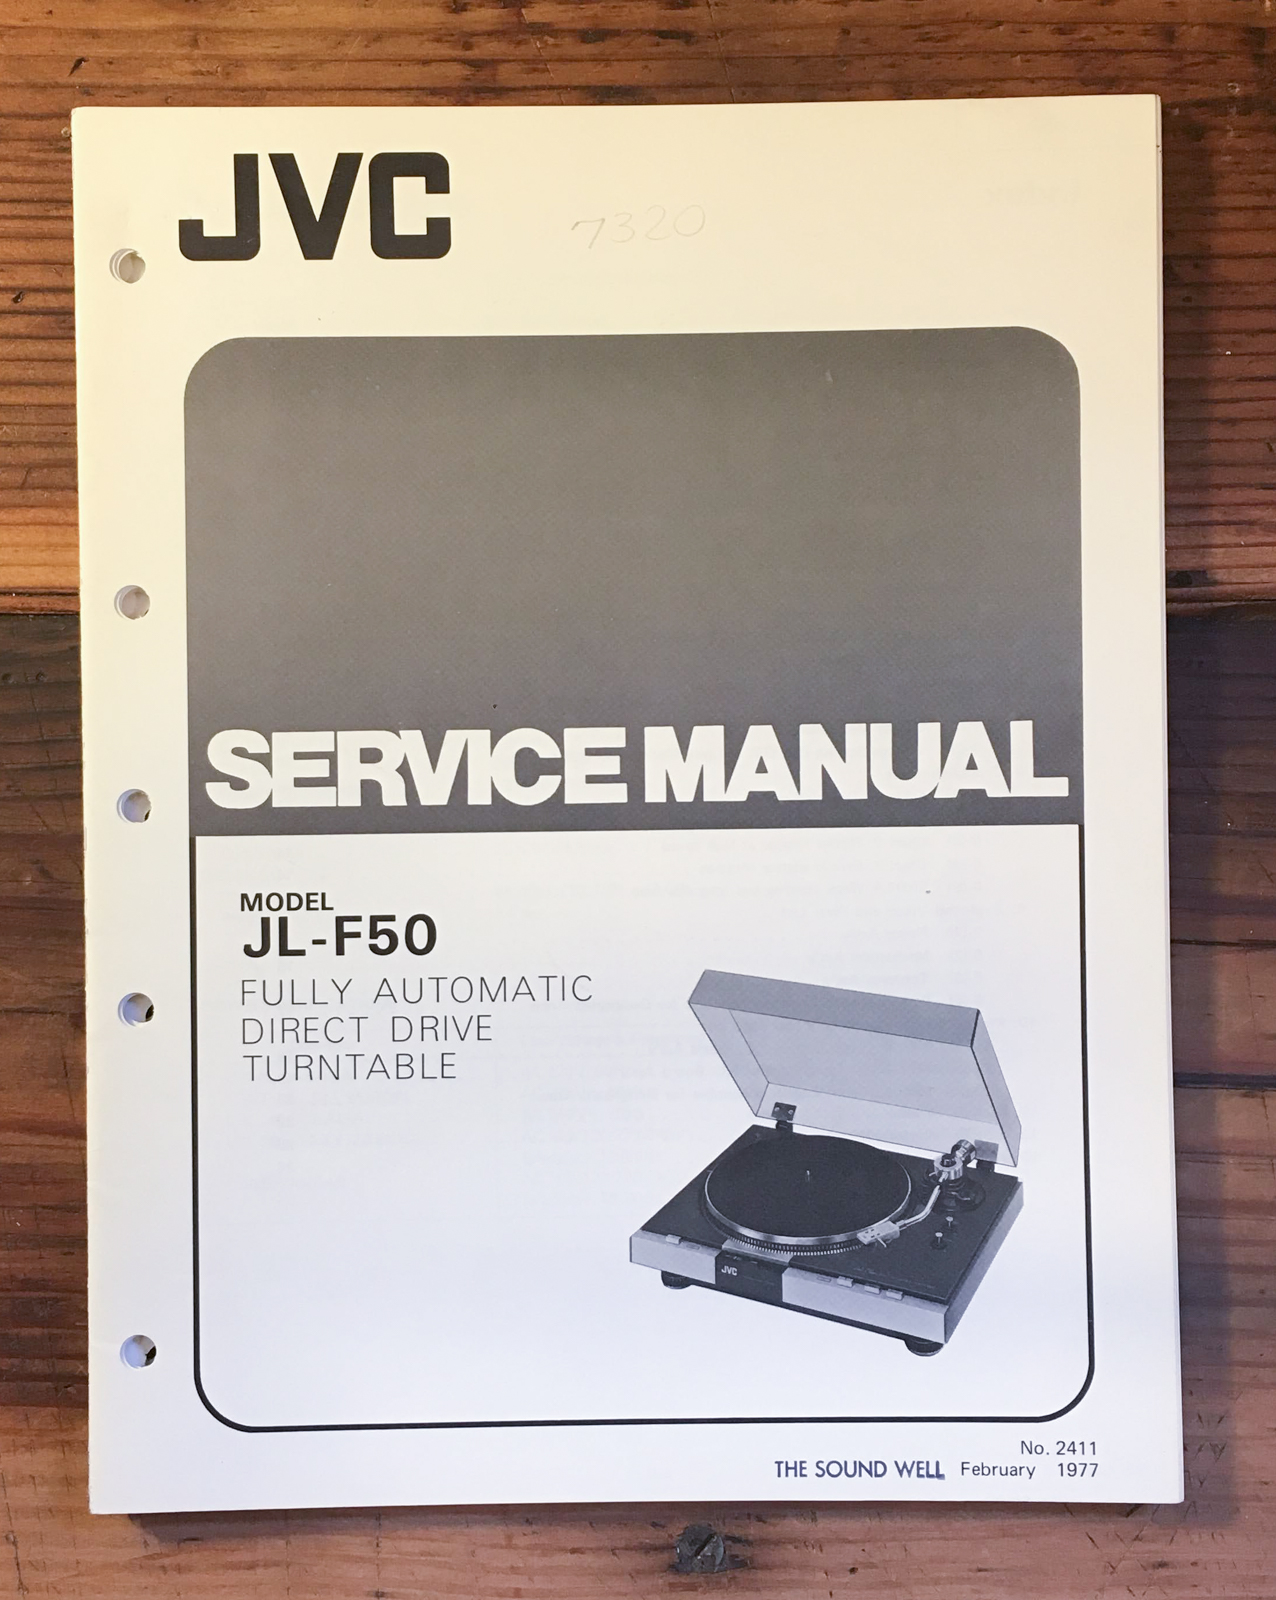 JVC
7320
SERVICE MANUAL
MODEL
JL-F50
FULLY AUTOMATIC
DIRECT DRIVE
TURNTABLE
JVC
No. 2411
THE SOUND WELL February 1977